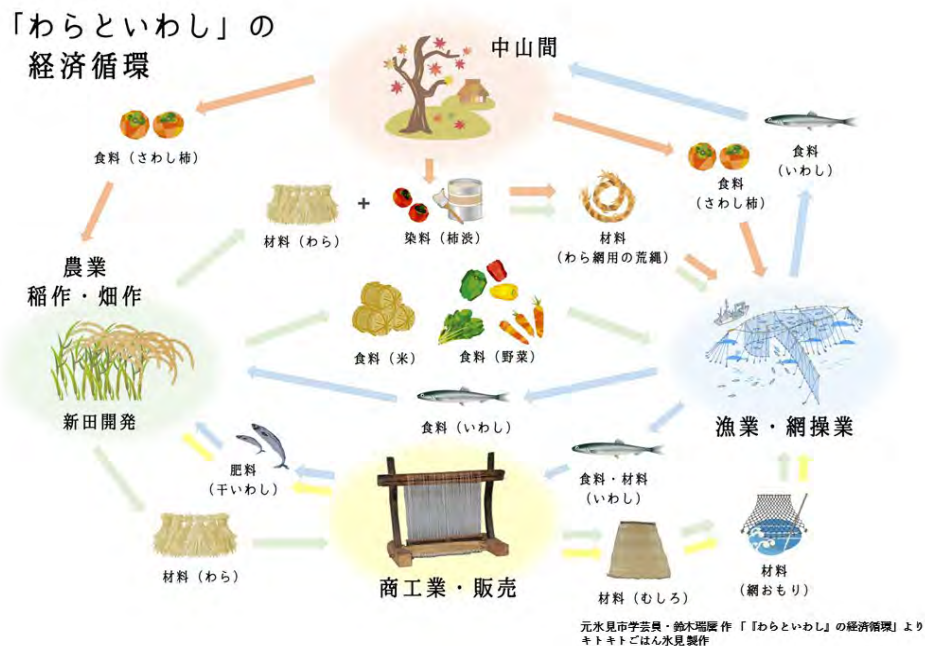 「わらといわし」の
経済循環
中山間
食料（さわし柿）
食料
（いわし）
食料
（さわし柿）
材料（わら）
+
染料（柿渋）
材料
（わら網用の荒縄）
農業
稲作・畑作
食料（米）
食料（野菜）
新田開発
食料（いわし）
漁業・網操業
肥料
（干いわし）
食料・材料
（いわし）
材料（わら）
商工業・販売
材料（むしろ）
材料
（網おもり）
元氷見市学芸員・鈴木瑞麿 作 「『わらといわし』の経済循環」より
キトキトごはん氷見 製作